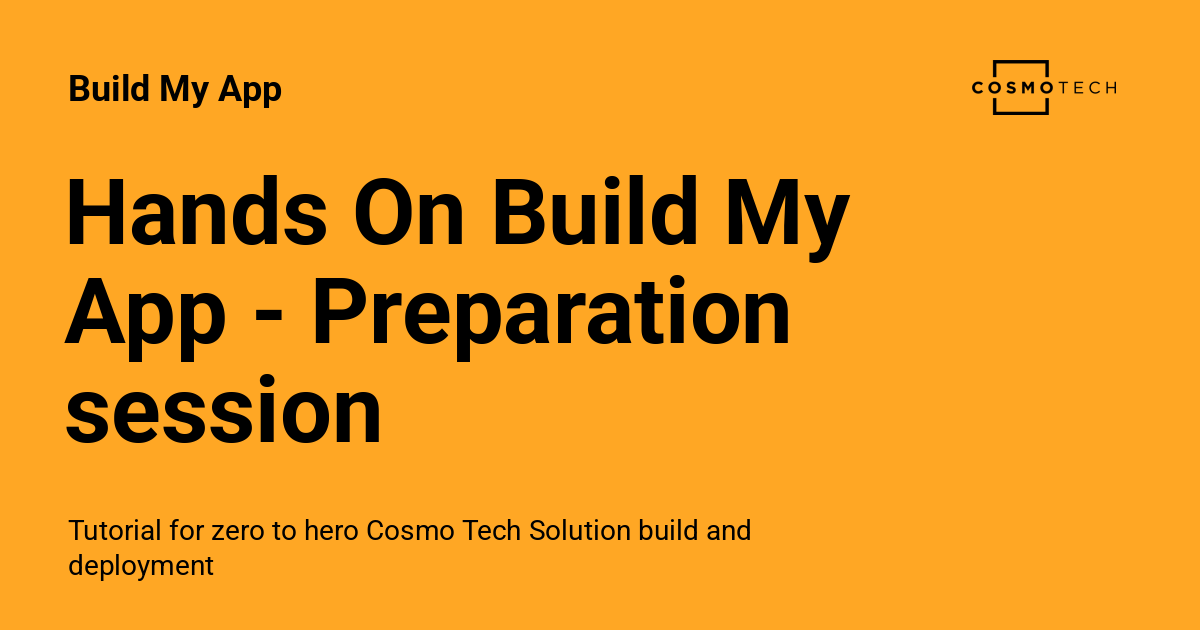 Build My App
COSMOTECH
Hands On Build My
App - Preparation
session
Tutorial for zero to hero Cosmo Tech Solution build and
deployment